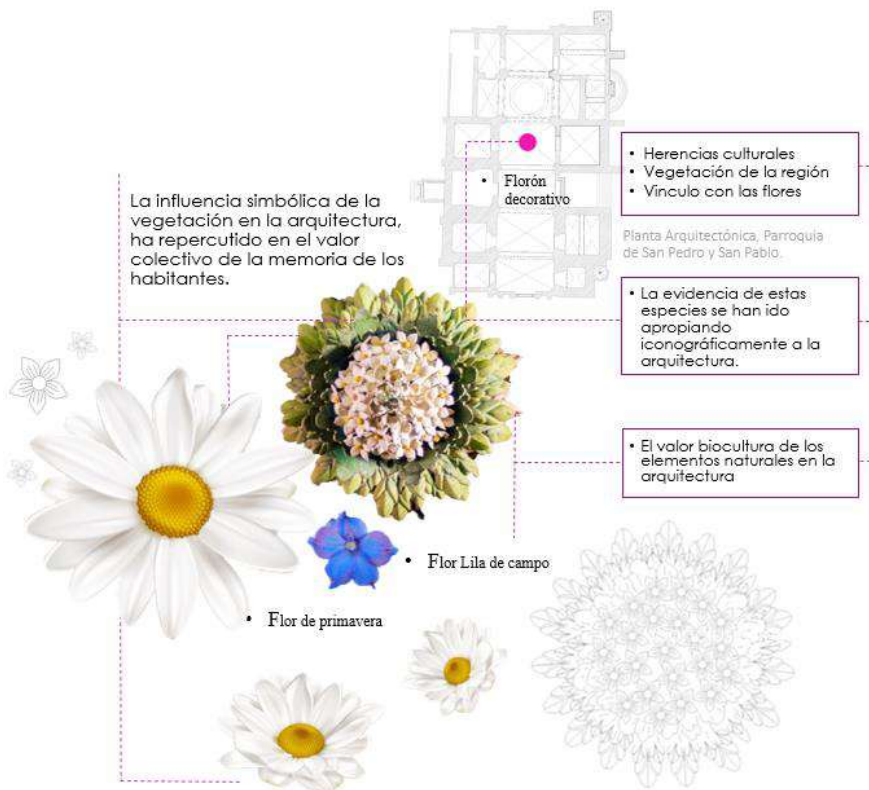 • Herencias culturales
• Vegetación de la región
• Vinculo con las flores
• Florón
decorativo
La influencia simbólica de la
vegetación en la arquitectura,
ha repercutido en el valor
colectivo de la memoria de los
habitantes.
Planta Arquitectónica, Parroquia
de San Pedro y San Pablo.
• La evidencia de estas
especies se han ido
apropiando
iconográficamente a la
arquitectura.
• El valor biocultura de los
elementos naturales en la
arquitectura
• Flor Lila de campo
• Flor de primavera